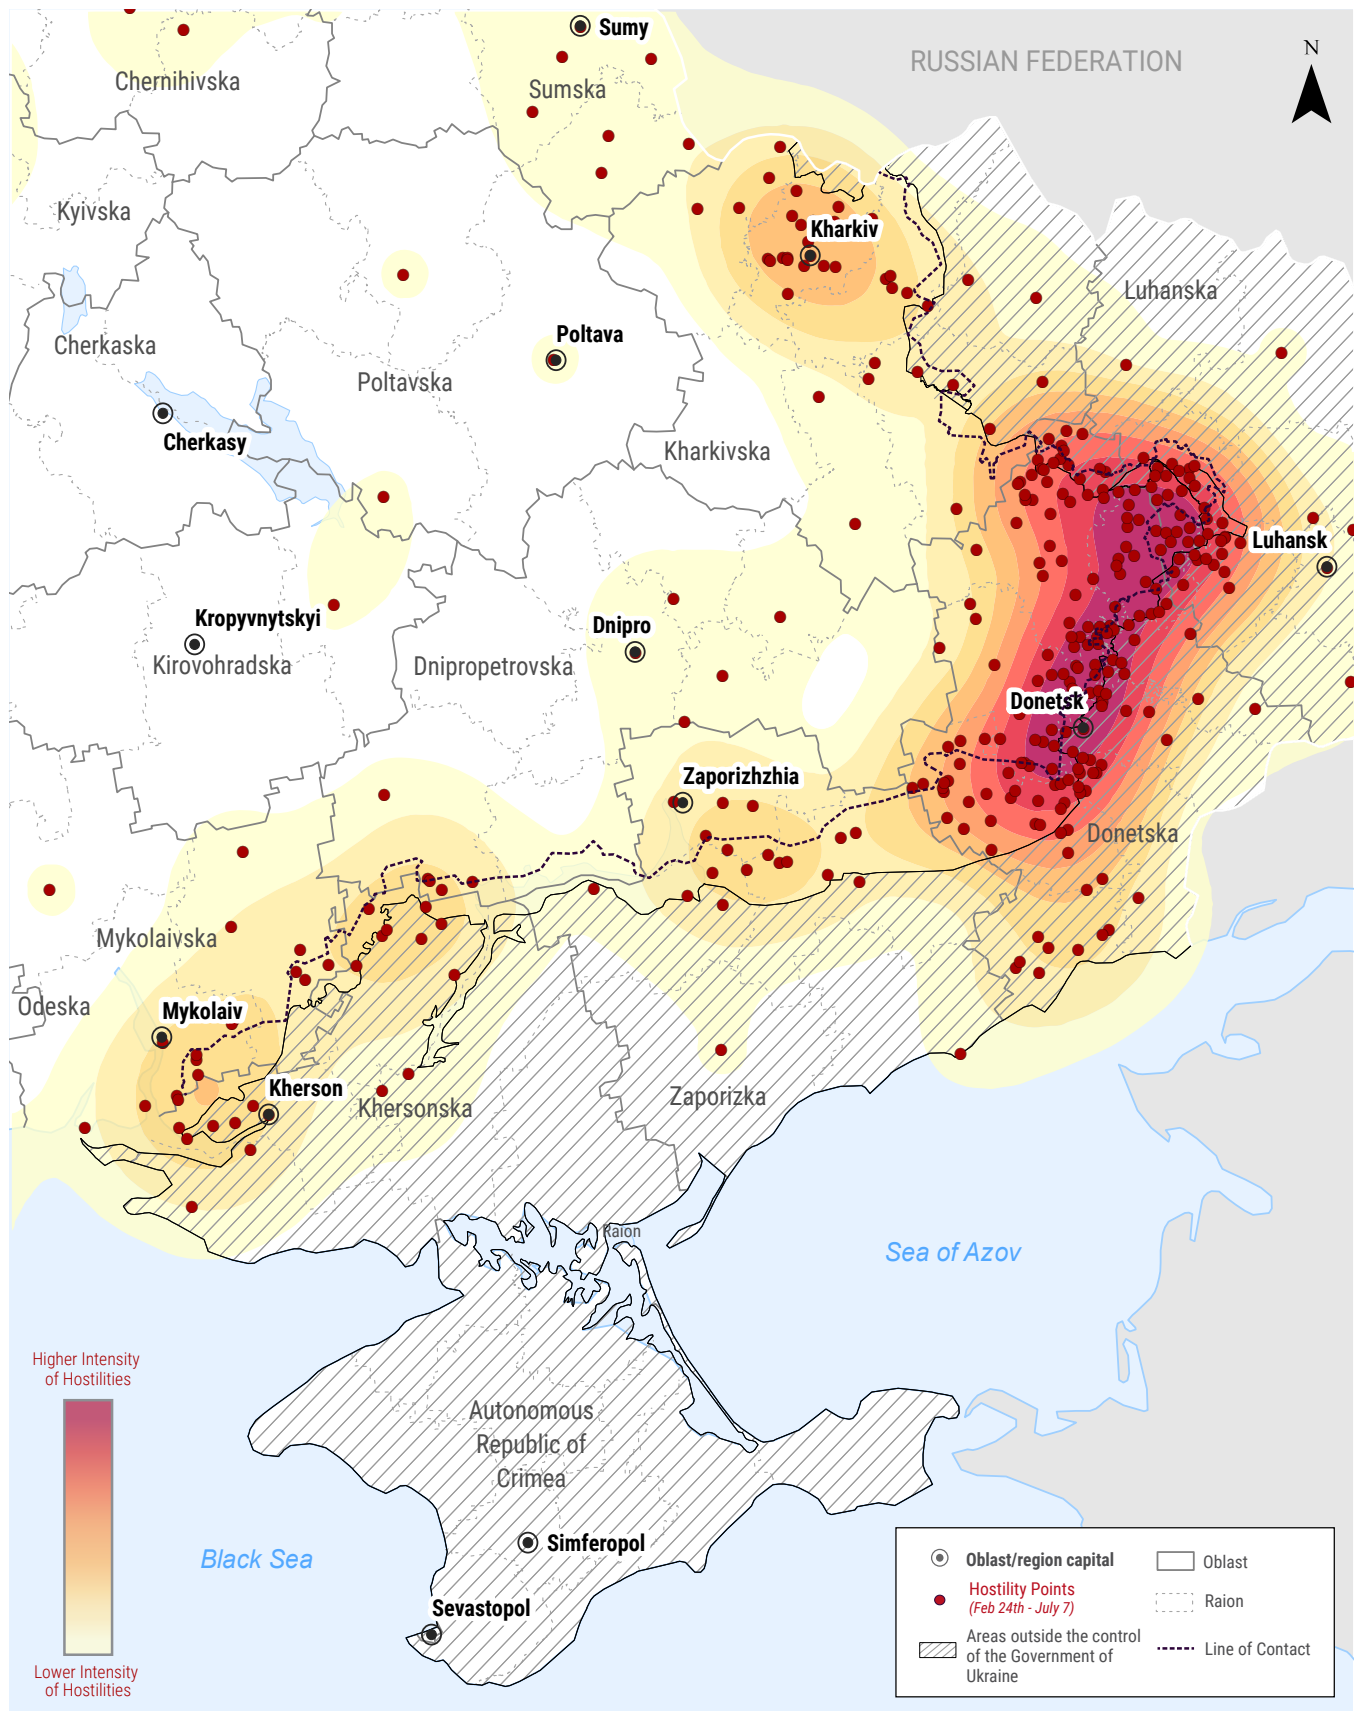 Sumy
RUSSIAN FEDERATION
N
Chernihivska
Sumska
Kyivska
Kharkiv
Luhanska
Cherkaska
Poltava
Poltavska
Cherkasy
Kharkivska
Luhansk
Kropyvnytskyi
Kirovohradska
Dnipro
Dnipropetrovska
Donetsk
Zaporizhzhia
Donetska
Mykolaivska
Odeska
Mykolaiv
Kherson
Khersonska
Zaporizka
Raion
Sea of Azov
Higher Intensity
of Hostilities
Lower Intensity
of Hostilities
Autonomous
Republic of
Crimea
Simferopol
Black Sea
Sevastopol
Oblast/region capital
Hostility Points
(Feb 24th - July 7)
Areas outside the control
of the Government of
Ukraine
Oblast
Raion
Line of Contact